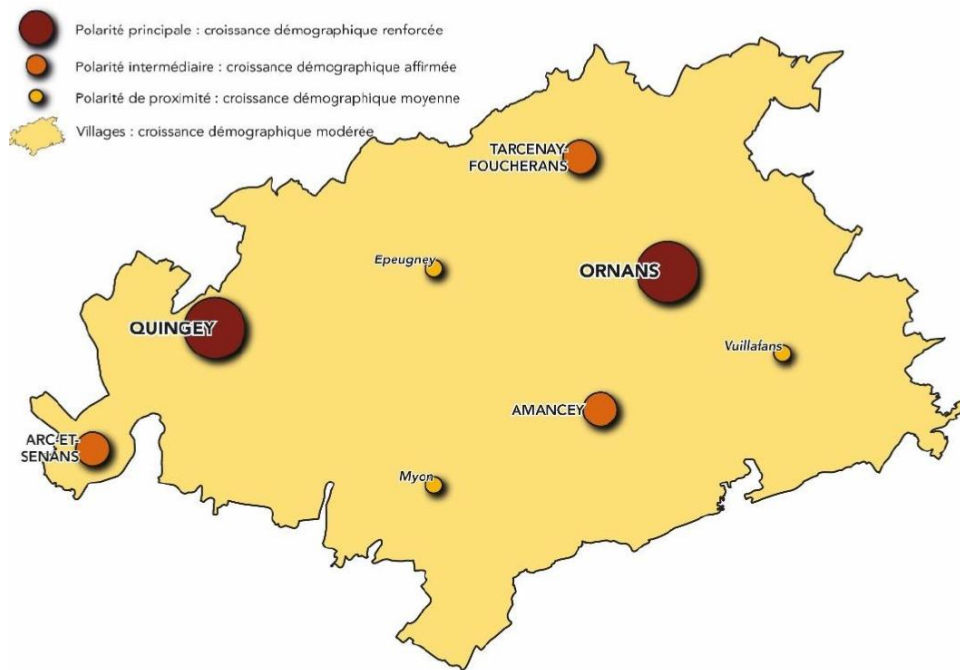 Polarité principale : croissance démographique renforcée
Polarité intermédiaire : croissance démographique affirmée
Polarité de proximité : croissance démographique moyenne
Villages : croissance démographique modérée
TARCENAY-
FOUCHERANS
Epeugney
ORNANS
QUINGEY
Vuillafans
AMANCEY
ARC-ET-
SENANS
Myon